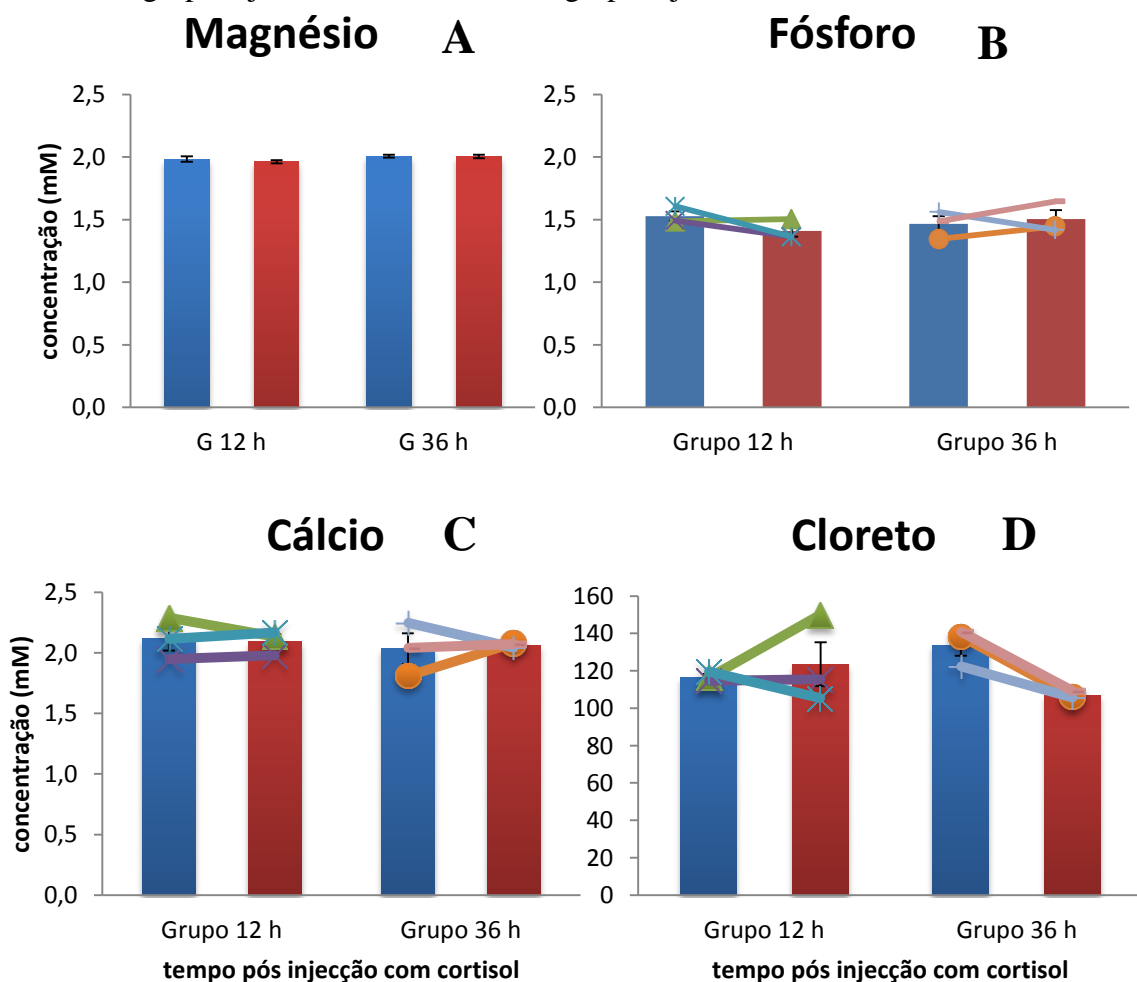 Magnésio A
Fósforo B
concentração (mM)
2,5
2,0
1,5
1,0
0,5
0,0
G 12 h
G 36 h
2,5
2,0
1,5
1,0
0,5
0,0
Grupo 12 h
Grupo 36 h
Cálcio C
Cloreto D
concentração (mM)
2,5
2,0
1,5
1,0
0,5
0,0
Grupo 12 h
Grupo 36 h
tempo pós injecção com cortisol
160
140
120
100
80
60
40
20
0
Grupo 12 h
Grupo 36 h
tempo pós injecção com cortisol